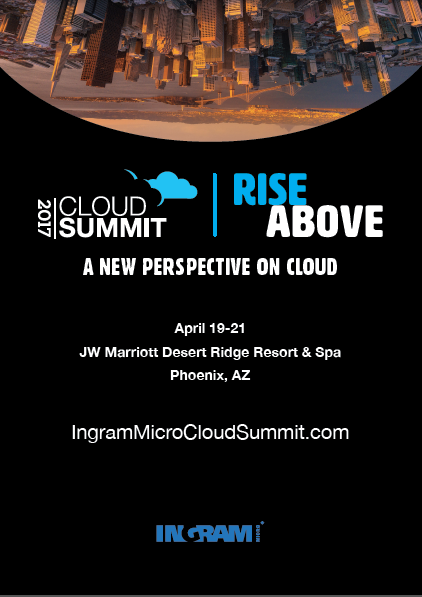 2017
CLOUD
SUMMIT
RISE
ABOVE
A NEW PERSPECTIVE ON CLOUD
April 19-21
JW Marriott Desert Ridge Resort & Spa
Phoenix, AZ
IngramMicroCloudSummit.com
INGRAM MICRO ®